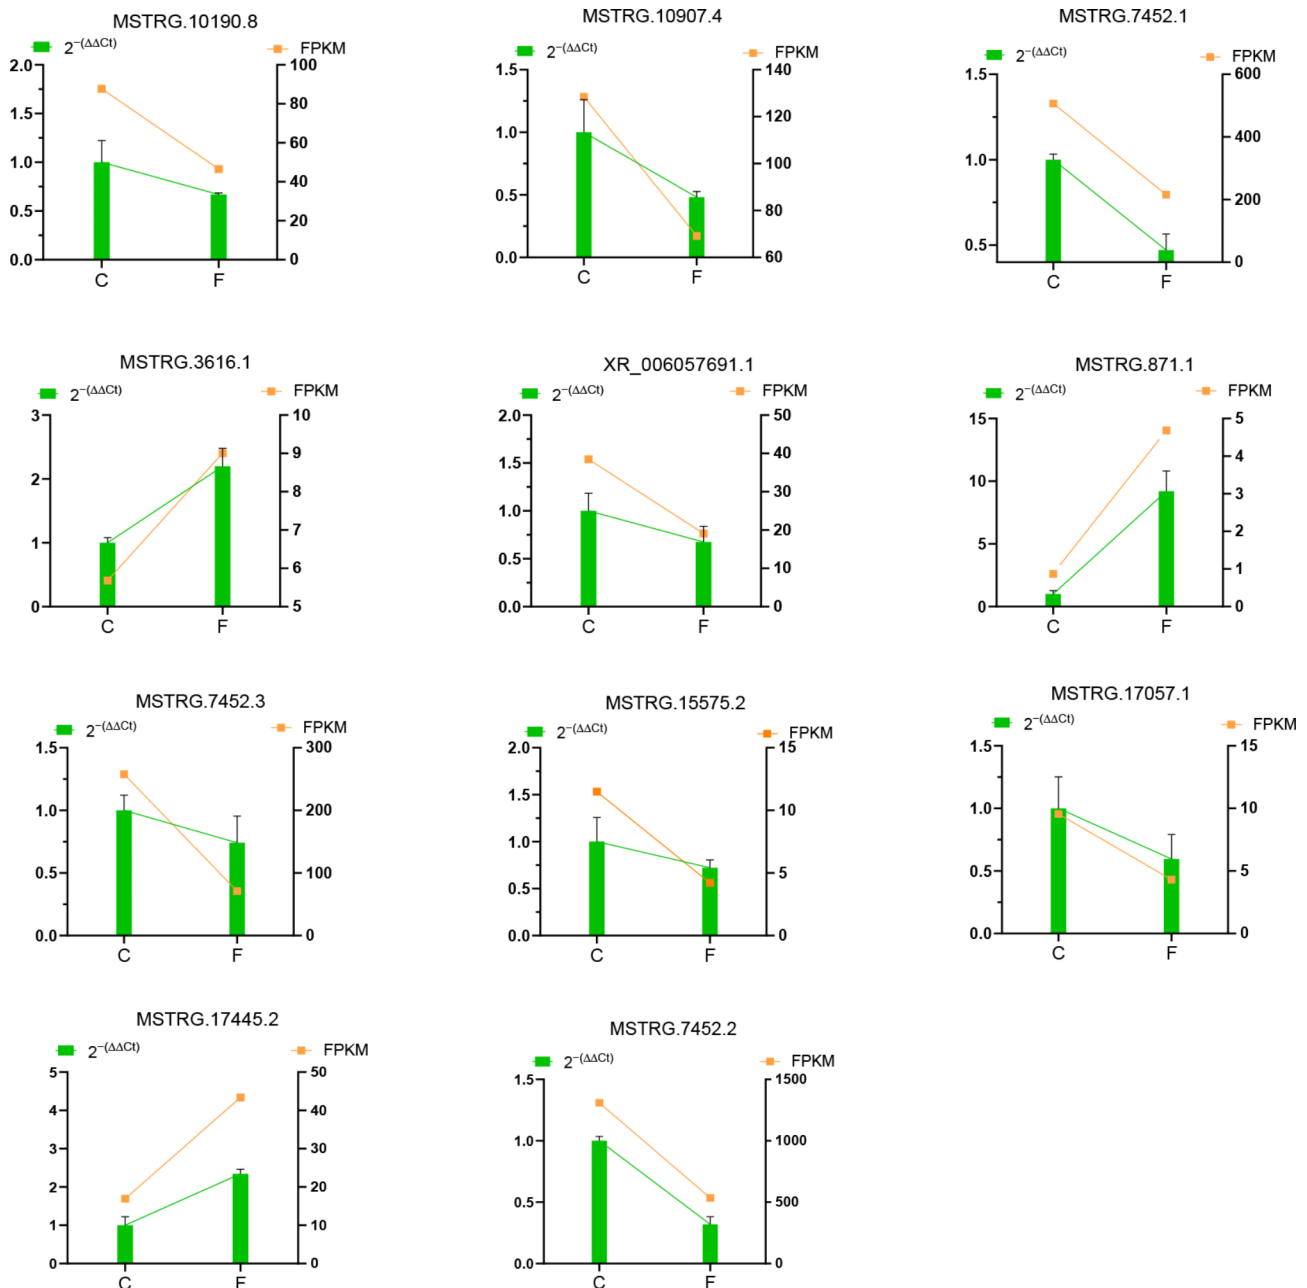 MSTRG.10190.8
2−(ΔΔCt) FPKM
2.0 100
80
1.5
60
1.0
40
0.5
20
0.0 0
C F
MSTRG.10907.4
2−(ΔΔCt) FPKM
1.5 140
120
1.0
100
0.5
80
0.0 60
C F
MSTRG.7452.1
2−(ΔΔCt) FPKM
1.5 600
400
1.0
200
0.5
0
C F
MSTRG.3616.1
2−(ΔΔCt) FPKM
3 10
9
2
8
7
1
6
0 5
C F
XR_006057691.1
2−(ΔΔCt) FPKM
2.0 50
40
1.5
30
1.0
20
0.5
10
0.0 0
C F
MSTRG.871.1
2−(ΔΔCt) FPKM
15 5
4
10
3
2
5
1
0 0
C F
MSTRG.7452.3
2−(ΔΔCt) FPKM
1.5 300
1.0 200
0.5 100
0.0 0
C F
MSTRG.15575.2
2−(ΔΔCt) FPKM
2.0 15
1.5
10
1.0
5
0.5
0.0 0
C F
MSTRG.17057.1
2−(ΔΔCt) FPKM
1.5 15
1.0 10
0.5 5
0.0 0
C F
MSTRG.17445.2
2−(ΔΔCt) FPKM
5 50
4 40
3 30
2 20
1 10
0 0
C F
MSTRG.7452.2
2−(ΔΔCt) FPKM
1.5 1500
1.0 1000
0.5 500
0.0 0
C F